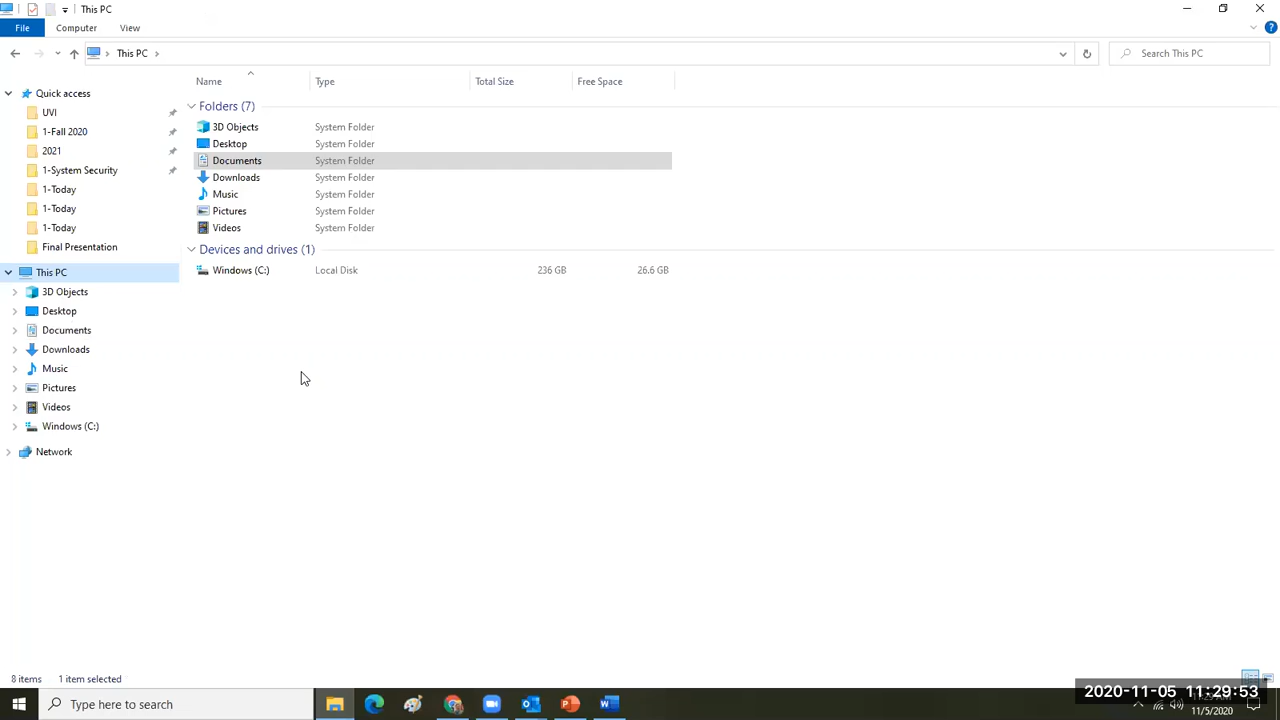 This PC
File Computer View
This PC
Search This PC
Name Type Total Size Free Space
Quick access
UVI
1-Fall 2020
2021
1-System Security
1-Today
1-Today
1-Today
Final Presentation
This PC
3D Objects
Desktop
Documents
Downloads
Music
Pictures
Videos
Windows (C:)
Network
Folders (7)
3D Objects System Folder
Desktop System Folder
Documents System Folder
Downloads System Folder
Music System Folder
Pictures System Folder
Videos System Folder
Devices and drives (1)
Windows (C:) Local Disk 236 GB 26.6 GB
8 items 1 item selected
Type here to search
2020-11-05 11:29:53
11/5/2020